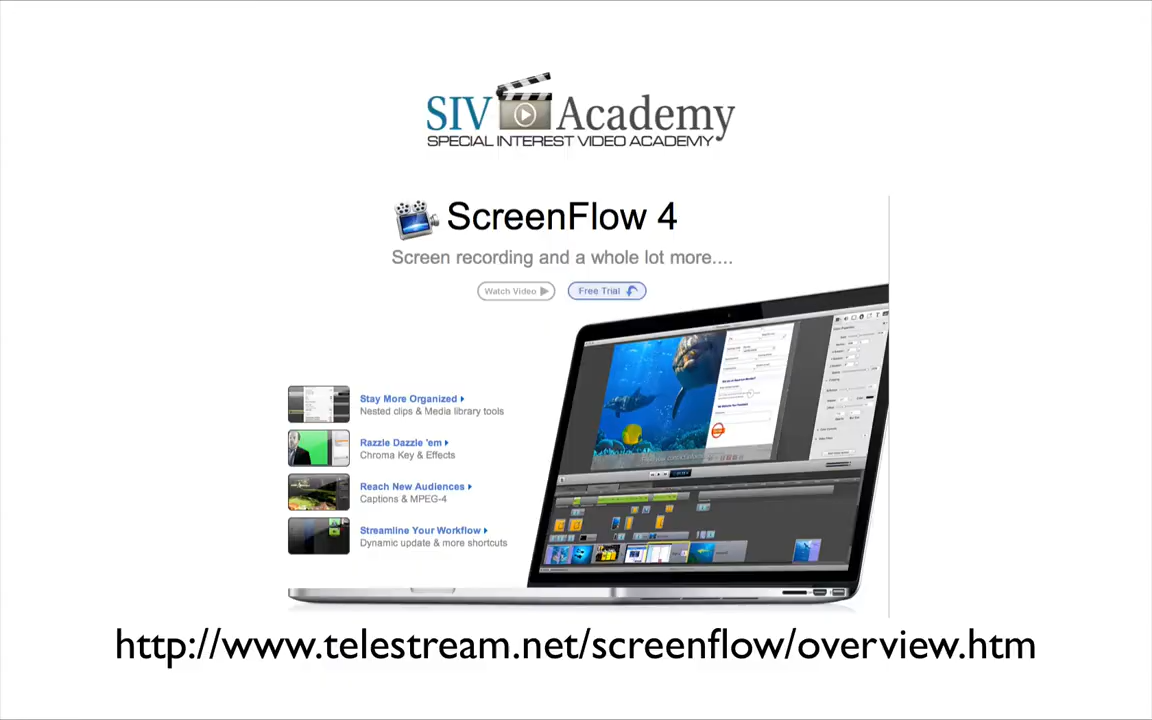 SIV Academy
SPECIAL INTEREST VIDEO ACADEMY
ScreenFlow 4
Screen recording and a whole lot more....
Watch Video
Free Trial
Stay More Organized
Nested clips & Media library tools
Razzle Dazzle 'em
Chroma Key & Effects
Reach New Audiences
Captions & MPEG-4
Streamline Your Workflow
Dynamic update & more shortcuts
http://www.telestream.net/screenflow/overview.htm